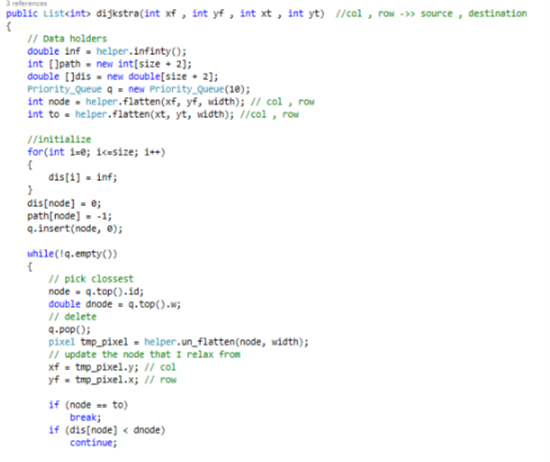 3 references
public List<int> dijkstra(int xf , int yf , int xt , int yt)  //col , row ->> source , destination
{
    // Data holders
    double inf = helper.infinty();
    int []path = new int[size + 2];
    double []dis = new double[size + 2];
    Priority_Queue q = new Priority_Queue(10);
    int node = helper.flatten(xf, yf, width); // col , row
    int to = helper.flatten(xt, yt, width); //col , row

    //initialize
    for(int i=0; i<=size; i++)
    {
        dis[i] = inf;
    }
    dis[node] = 0;
    path[node] = -1;
    q.insert(node, 0);

    while(!q.empty())
    {
        // pick clossest
        node = q.top().id;
        double dnode = q.top().w;
        // delete
        q.pop();
        pixel tmp_pixel = helper.un_flatten(node, width);
        // update the node that I relax from
        xf = tmp_pixel.y; // col
        yf = tmp_pixel.x; // row

        if (node == to)
            break;
        if (dis[node] < dnode)
            continue;